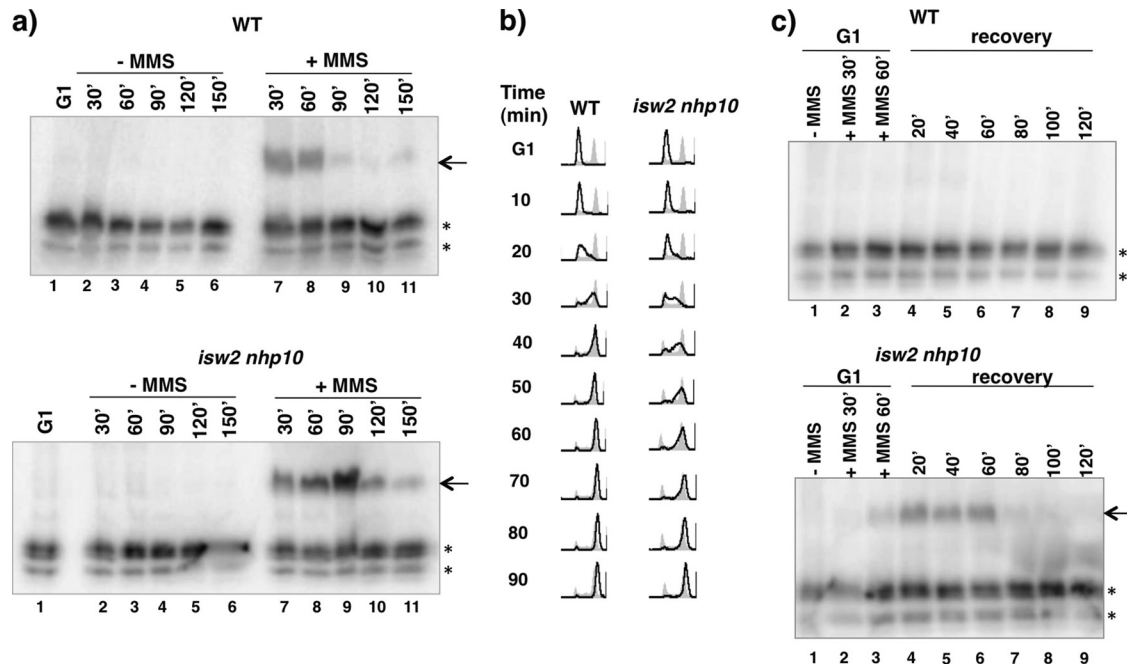 a)
WT
- MMS
+ MMS
G1 30’ 60’ 90’ 120’ 150’ 30’ 60’ 90’ 120’ 150’
*
*
1 2 3 4 5 6 7 8 9 10 11
isw2 nhp10
- MMS
+ MMS
G1 30’ 60’ 90’ 120’ 150’ 30’ 60’ 90’ 120’ 150’
*
*
1 2 3 4 5 6 7 8 9 10 11
b)
Time
(min)
WT
isw2 nhp10
G1
10
20
30
40
50
60
70
80
90
c)
WT
G1
recovery
- MMS + MMS 30’ + MMS 60’ 20’ 40’ 60’ 80’ 100’ 120’
*
*
1 2 3 4 5 6 7 8 9
isw2 nhp10
G1
recovery
- MMS + MMS 30’ + MMS 60’ 20’ 40’ 60’ 80’ 100’ 120’
*
*
1 2 3 4 5 6 7 8 9